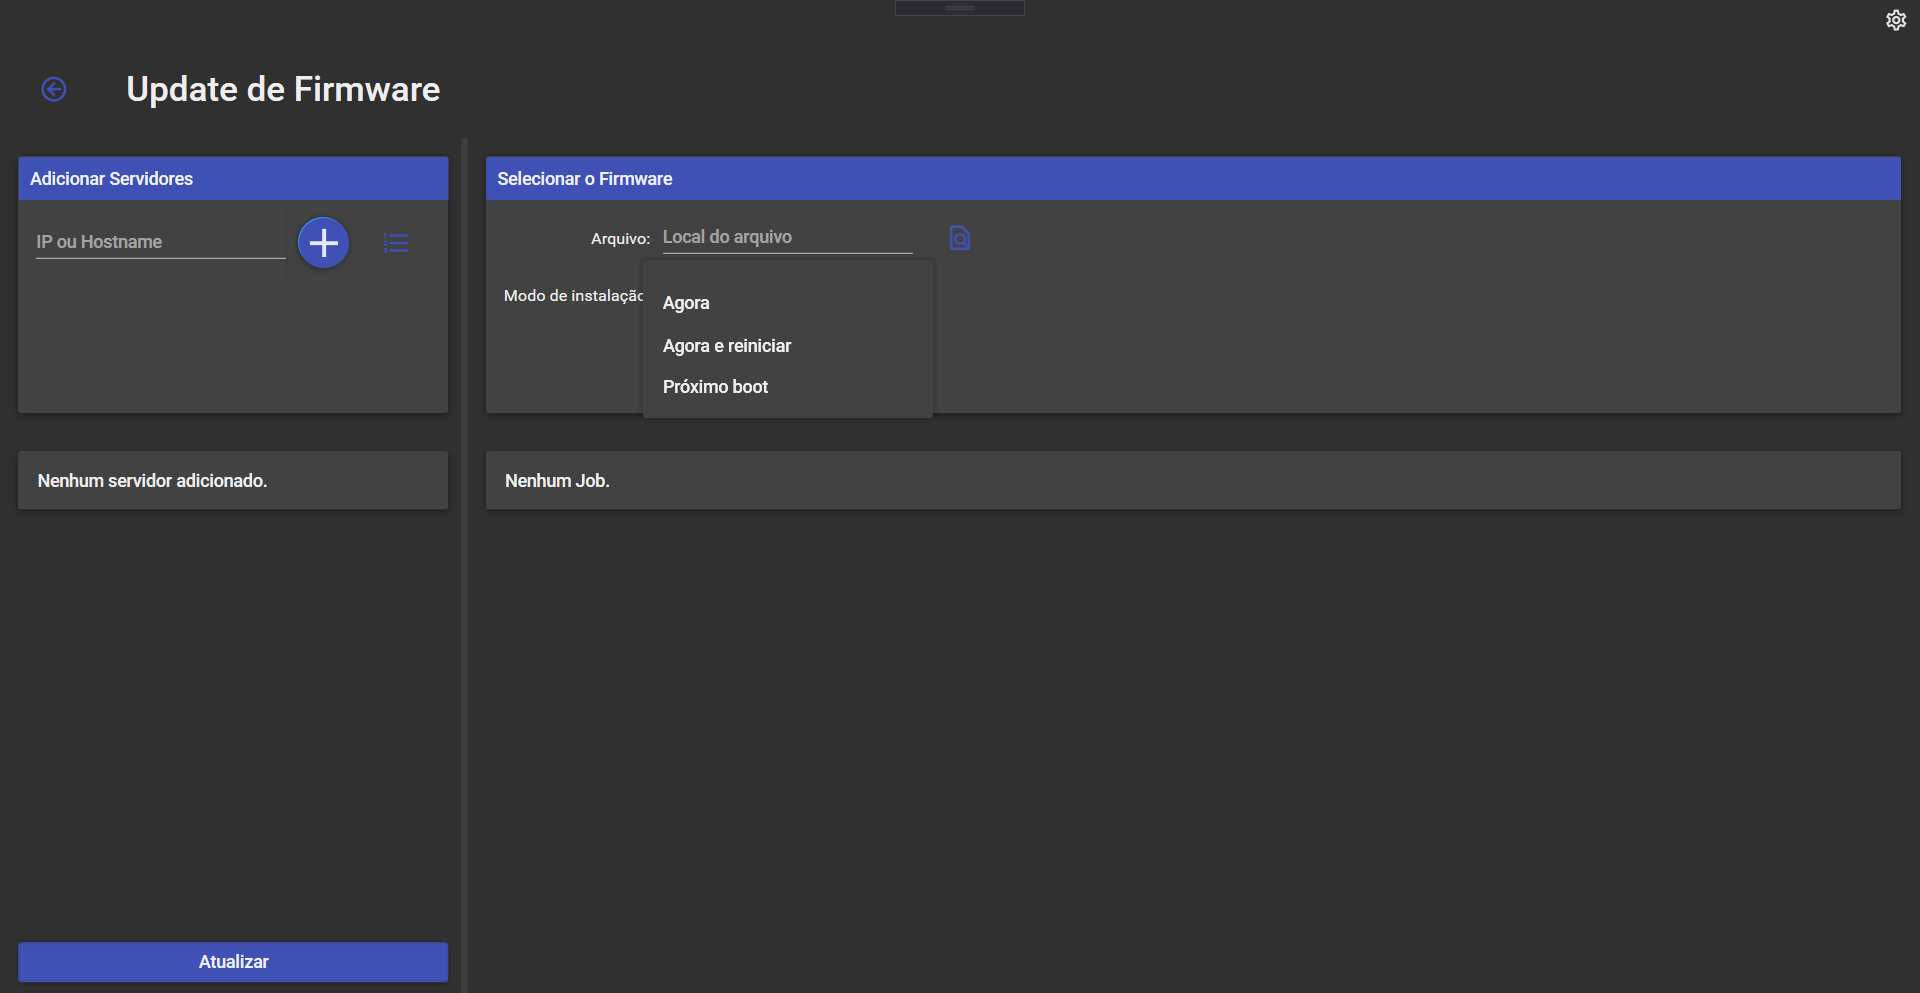 Update de Firmware
Adicionar Servidores
IP ou Hostname
Selecionar o Firmware
Arquivo: Local do arquivo
Modo de instalação
Agora
Agora e reiniciar
Próximo boot
Nenhum servidor adicionado.
Nenhum Job.
Atualizar